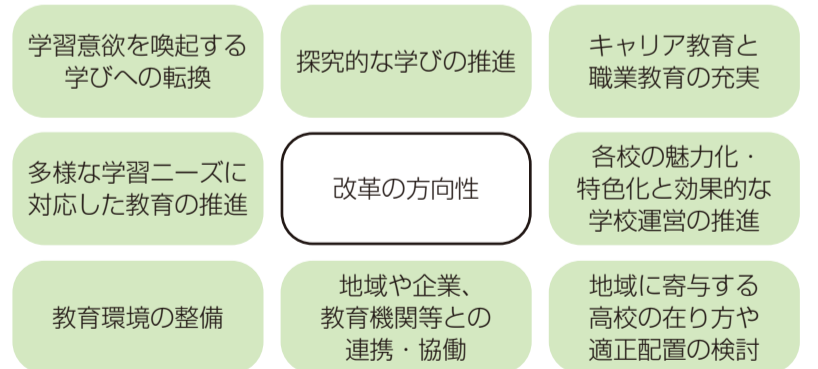 学習意欲を喚起する
学びへの転換
探究的な学びの推進
キャリア教育と
職業教育の充実
多様な学習ニーズに
対応した教育の推進
改革の方向性
各校の魅力化・
特色化と効果的な
学校運営の推進
教育環境の整備
地域や企業、
教育機関等との
連携・協働
地域に寄与する
高校の在り方や
適正配置の検討